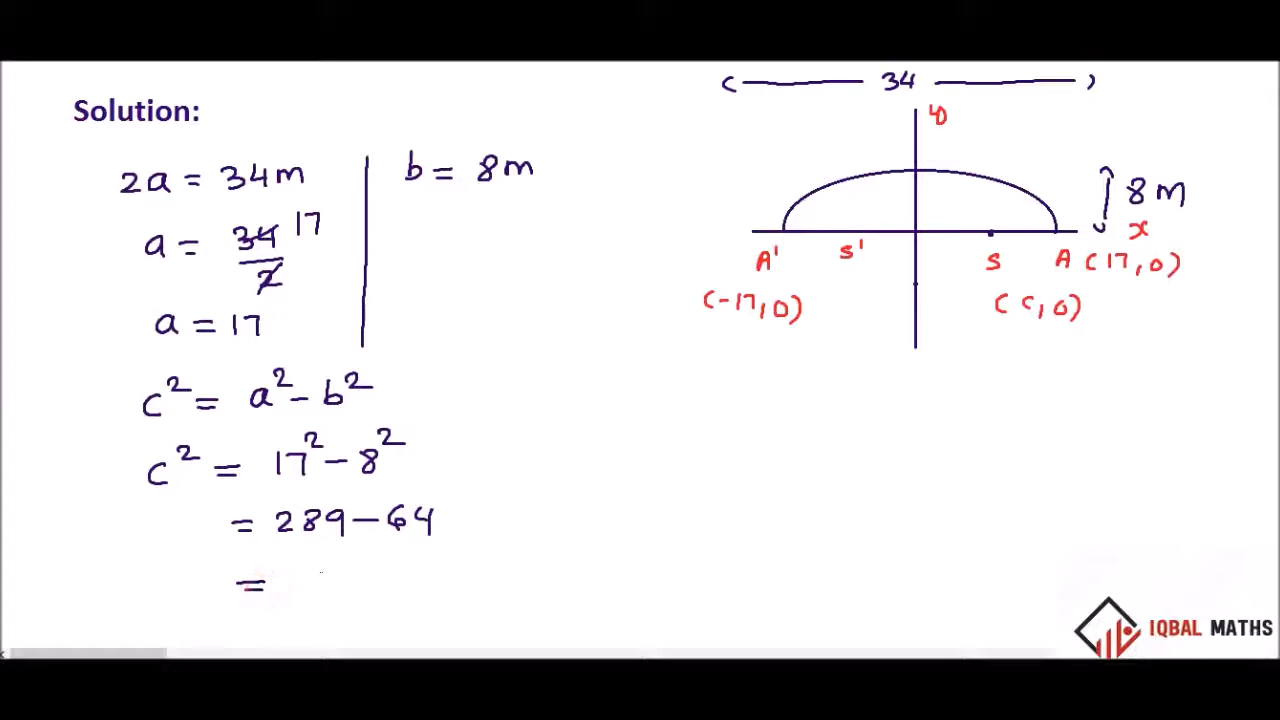 Solution:
2a = 34m
a = 34/2 17
a = 17
b = 8m
c² = a² - b²
c² = 17² - 8²
= 289 - 64
=
34
y
8m
x
A' S' S A (17,0)
(-17,0) (c,0)
IQBAL MATHS